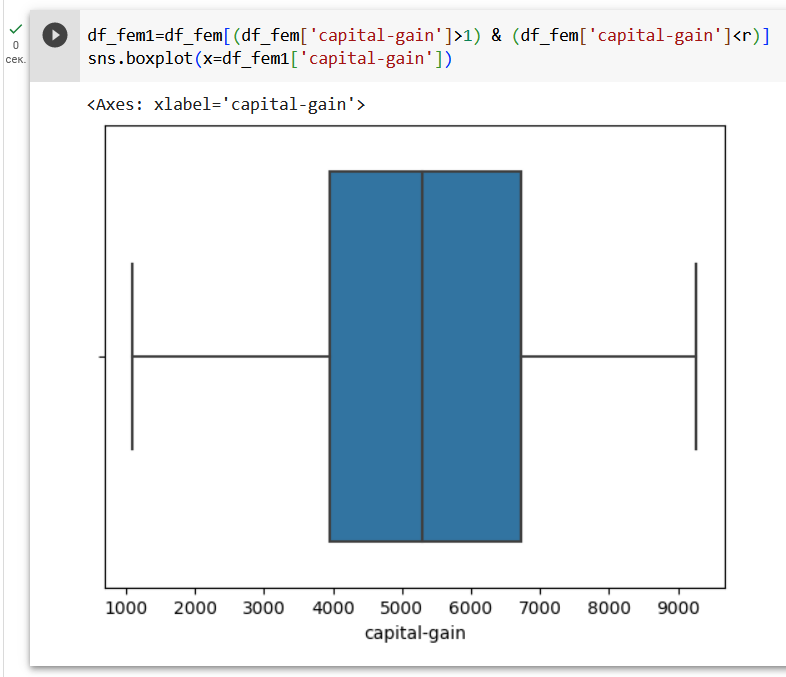 0
сек.
df_fem1=df_fem[(df_fem['capital-gain']>1) & (df_fem['capital-gain']<r)]
sns.boxplot(x=df_fem1['capital-gain'])
<Axes: xlabel='capital-gain'>
1000 2000 3000 4000 5000 6000 7000 8000 9000
capital-gain